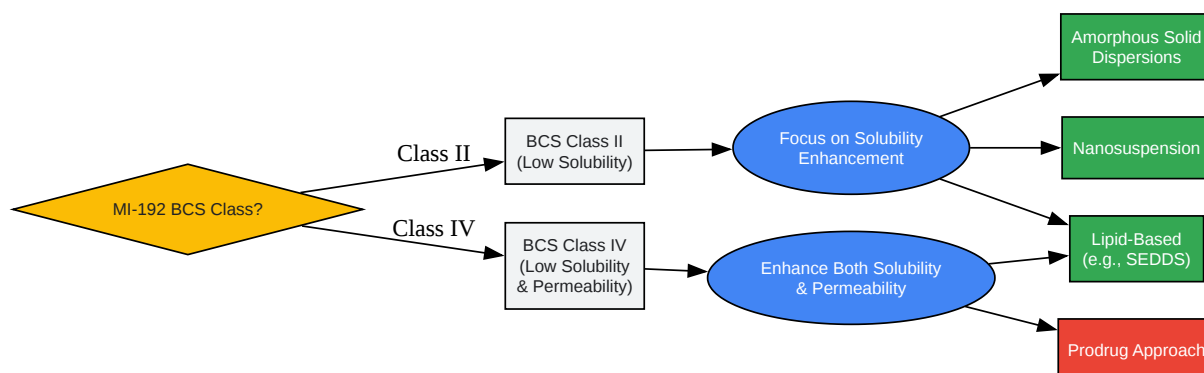 MI-192 BCS Class?
Class II
Class IV
BCS Class II
(Low Solubility)
BCS Class IV
(Low Solubility
& Permeability)
Focus on Solubility
Enhancement
Enhance Both Solubility
& Permeability
Amorphous Solid
Dispersions
Nanosuspension
Lipid-Based
(e.g., SEDDS)
Prodrug Approach